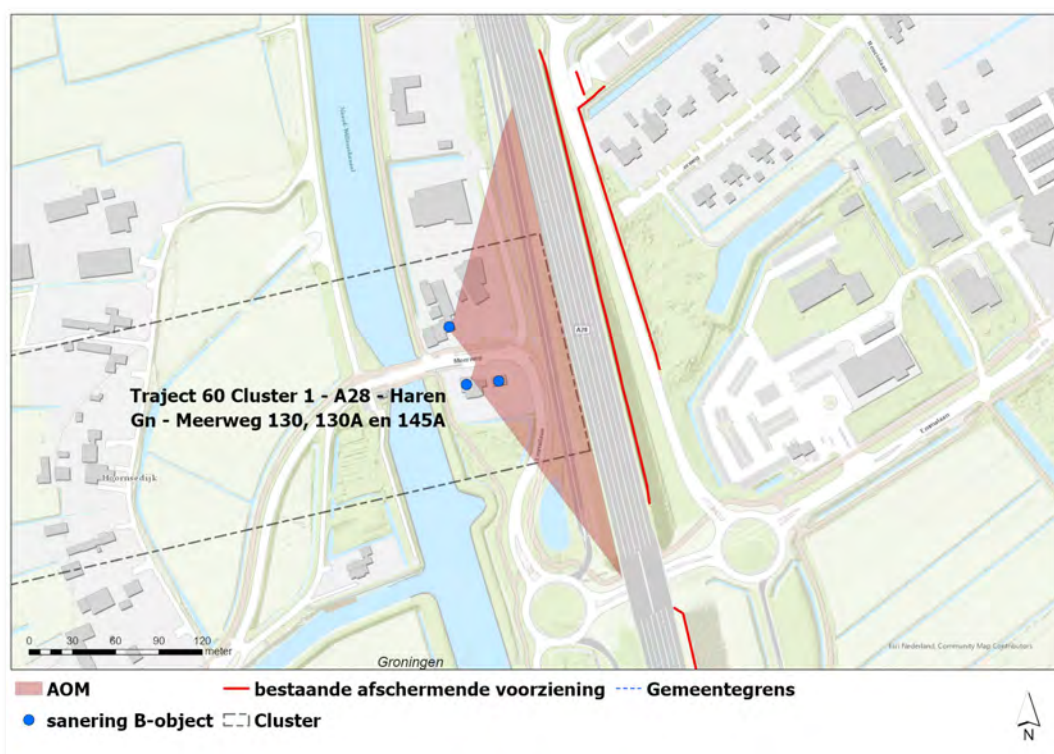 A28
Meerweg
Traject 60 Cluster 1 - A28 - Haren
Gn - Meerweg 130, 130A en 145A
Hoornsedijk
0 30 60 90 120
meter
Groningen
Esri Nederland, Community Map Contributors
AOM
bestaande afschermende voorziening
Gemeentegrens
sanering B-object
Cluster
N